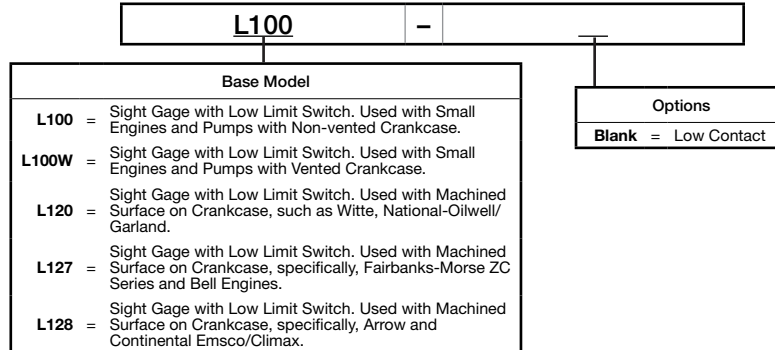 L100 –
Base Model
L100 = Sight Gage with Low Limit Switch. Used with Small
Engines and Pumps with Non-vented Crankcase.
L100W = Sight Gage with Low Limit Switch. Used with Small
Engines and Pumps with Vented Crankcase.
L120 = Sight Gage with Low Limit Switch. Used with Machined
Surface on Crankcase, such as Witte, National-Oilwell/
Garland.
L127 = Sight Gage with Low Limit Switch. Used with Machined
Surface on Crankcase, specifically, Fairbanks-Morse ZC
Series and Bell Engines.
L128 = Sight Gage with Low Limit Switch. Used with Machined
Surface on Crankcase, specifically, Arrow and
Continental Emsco/Climax.
Options
Blank = Low Contact